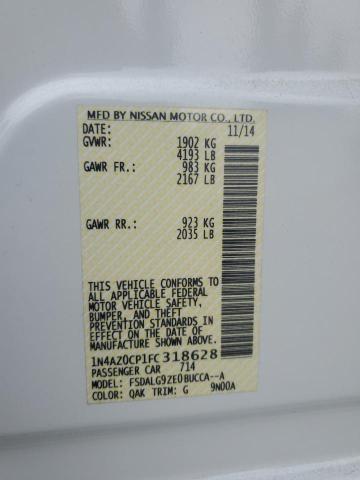 MFD BY NISSAN MOTOR CO., LTD.
DATE: 11/14
GVWR: 1902 KG
4193 LB
GAWR FR: 983 KG
2167 LB
GAWR RR: 923 KG
2035 LB
THIS VEHICLE CONFORMS TO
ALL APPLICABLE FEDERAL
MOTOR VEHICLE SAFETY,
BUMPER, AND THEFT
PREVENTION STANDARDS
IN EFFECT ON THE DATE OF
MANUFACTURE SHOWN ABOVE.
1N4AZ0CP1FC318628
PASSENGER CAR 714
MODEL: FSDALG9ZE0BUCCA--A
COLOR: QAK TRIM: G 9N00A